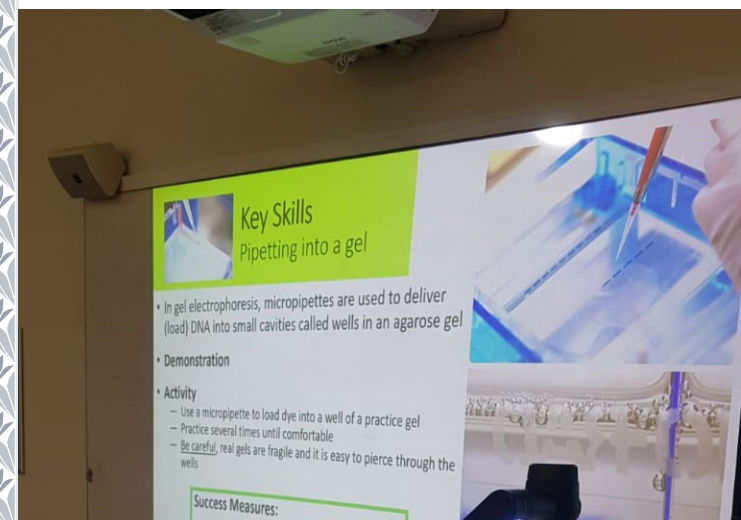 Key Skills
Pipetting into a gel
• In gel electrophoresis, micropipettes are used to deliver
(load) DNA into small cavities called wells in an agarose gel
• Demonstration
• Activity
– Use a micropipette to load dye into a well of a practice gel
– Practice several times until comfortable
– Be careful, real gels are fragile and it is easy to pierce through the
wells
Success Measures: